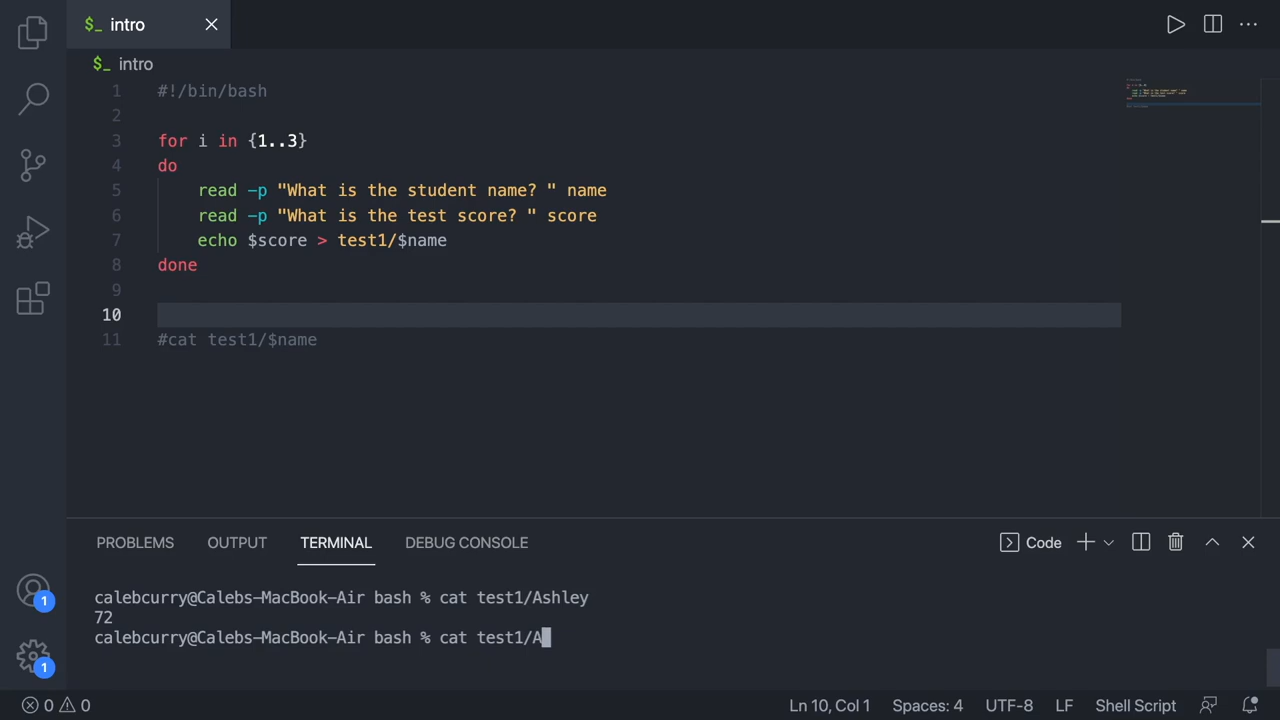 $_ intro
$_ intro
1 #!/bin/bash
2
3 for i in {1..3}
4 do
5     read -p "What is the student name? " name
6     read -p "What is the test score? " score
7     echo $score > test1/$name
8 done
9
10
11 #cat test1/$name
PROBLEMS OUTPUT TERMINAL DEBUG CONSOLE Code
calebcurry@Calebs-MacBook-Air bash % cat test1/Ashley
72
calebcurry@Calebs-MacBook-Air bash % cat test1/A
1
1
0 0 Ln 10, Col 1 Spaces: 4 UTF-8 LF Shell Script